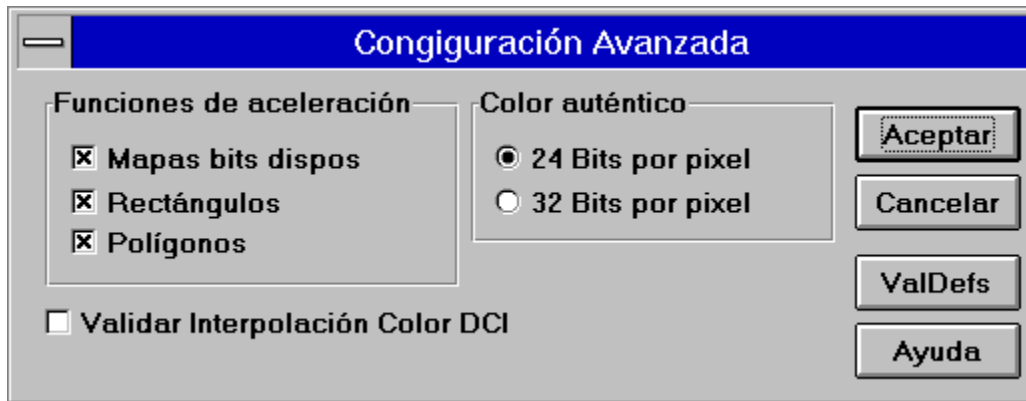 Congiguración Avanzada
Funciones de aceleración
Mapas bits dispos
Rectángulos
Polígonos
Color auténtico
24 Bits por pixel
32 Bits por pixel
Validar Interpolación Color DCI
Aceptar
Cancelar
ValDefs
Ayuda